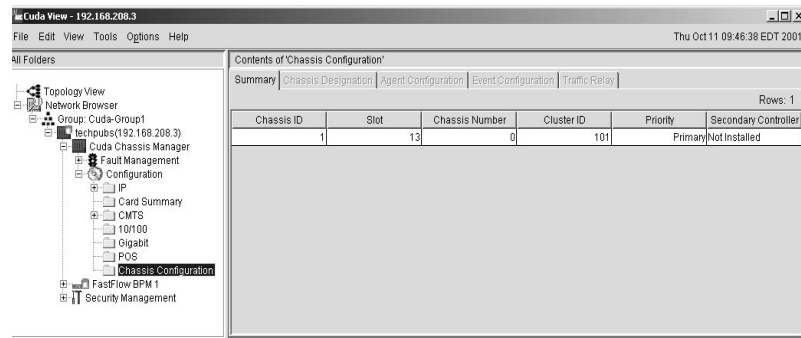 Cuda View - 192.168.208.3
File Edit View Tools Options Help
Thu Oct 11 09:46:38 EDT 2001
All Folders
Topology View
Network Browser
Group: Cuda-Group1
techpubs(192.168.208.3)
Cuda Chassis Manager
Fault Management
Configuration
IP
Card Summary
CMTS
10/100
Gigabit
POS
Chassis Configuration
FastFlow BPM 1
Security Management
Contents of 'Chassis Configuration'
Summary Chassis Designation Agent Configuration Event Configuration Traffic Relay
Rows: 1
Chassis ID Slot Chassis Number Cluster ID Priority Secondary Controller
1 13 0 101 Primary Not Installed